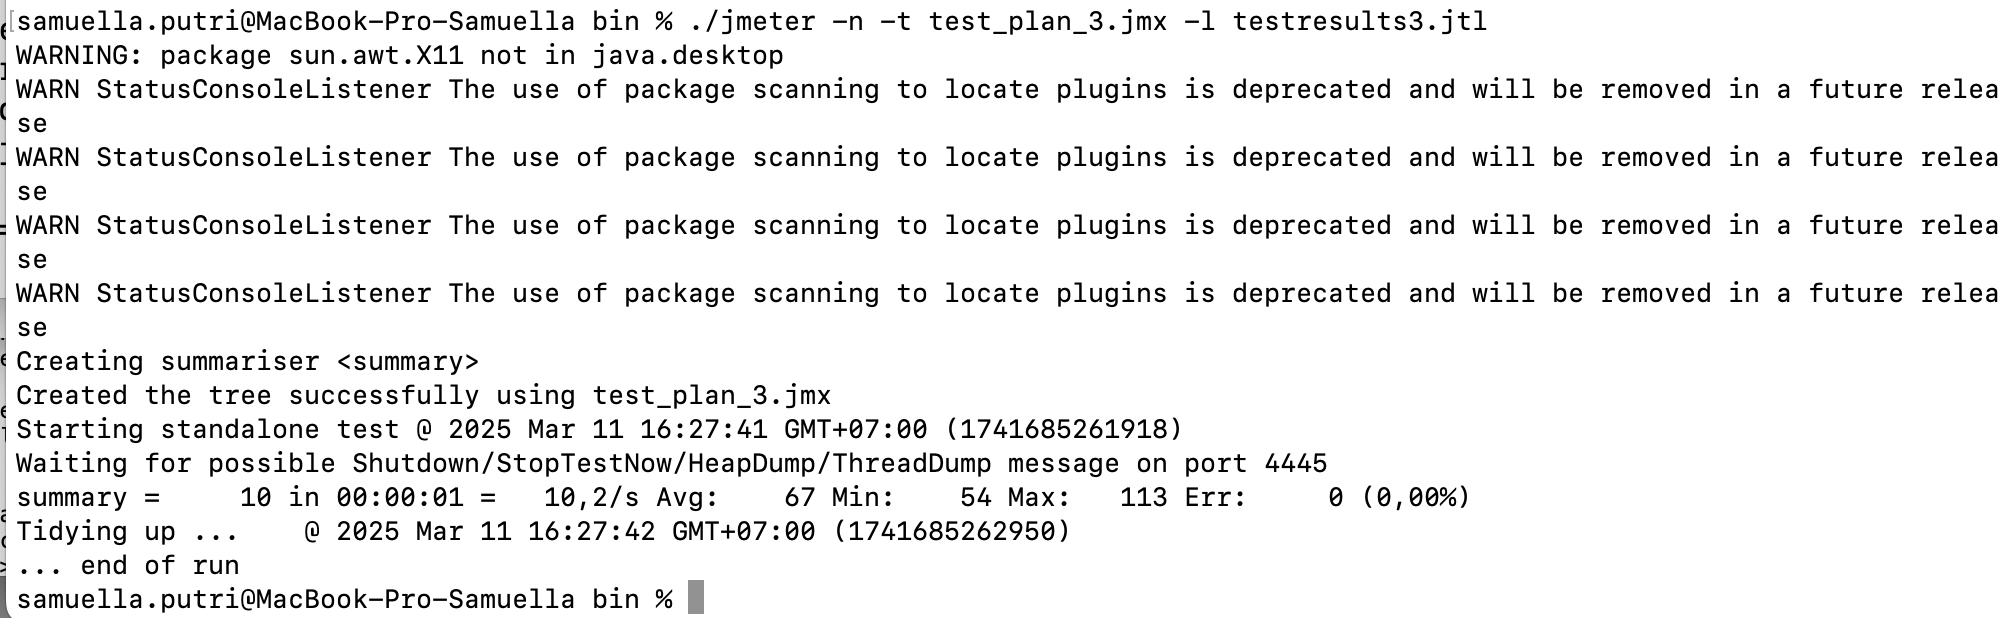 samuella.putri@MacBook-Pro-Samuella bin % ./jmeter -n -t test_plan_3.jmx -l testresults3.jtl
WARNING: package sun.awt.X11 not in java.desktop
WARN StatusConsoleListener The use of package scanning to locate plugins is deprecated and will be removed in a future relea
se
WARN StatusConsoleListener The use of package scanning to locate plugins is deprecated and will be removed in a future relea
se
WARN StatusConsoleListener The use of package scanning to locate plugins is deprecated and will be removed in a future relea
se
WARN StatusConsoleListener The use of package scanning to locate plugins is deprecated and will be removed in a future relea
se
Creating summariser <summary>
Created the tree successfully using test_plan_3.jmx
Starting standalone test @ 2025 Mar 11 16:27:41 GMT+07:00 (1741685261918)
Waiting for possible Shutdown/StopTestNow/HeapDump/ThreadDump message on port 4445
summary =     10 in 00:00:01 =   10,2/s Avg:    67 Min:    54 Max:   113 Err:     0 (0,00%)
Tidying up ...    @ 2025 Mar 11 16:27:42 GMT+07:00 (1741685262950)
... end of run
samuella.putri@MacBook-Pro-Samuella bin %